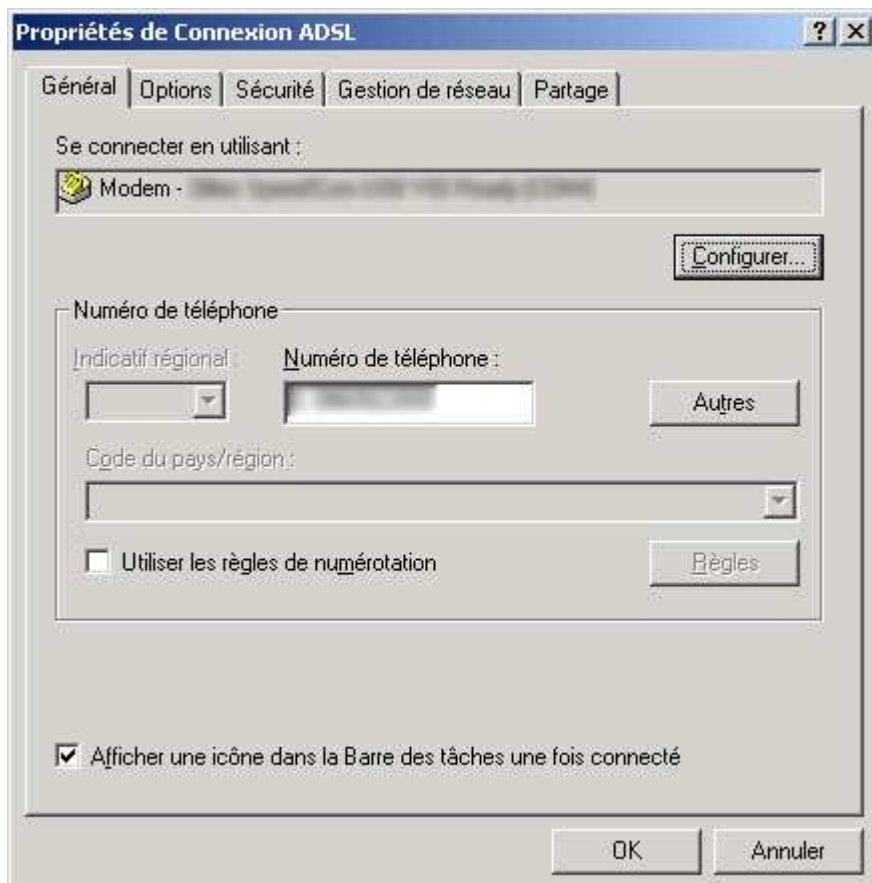 Propriétés de Connexion ADSL
Général Options Sécurité Gestion de réseau Partage
Se connecter en utilisant :
Modem -
Configurer...
Numéro de téléphone
Indicatif régional : Numéro de téléphone :
Autres
Code du pays/région :
Utiliser les règles de numérotation Règles
Afficher une icône dans la Barre des tâches une fois connecté
OK Annuler